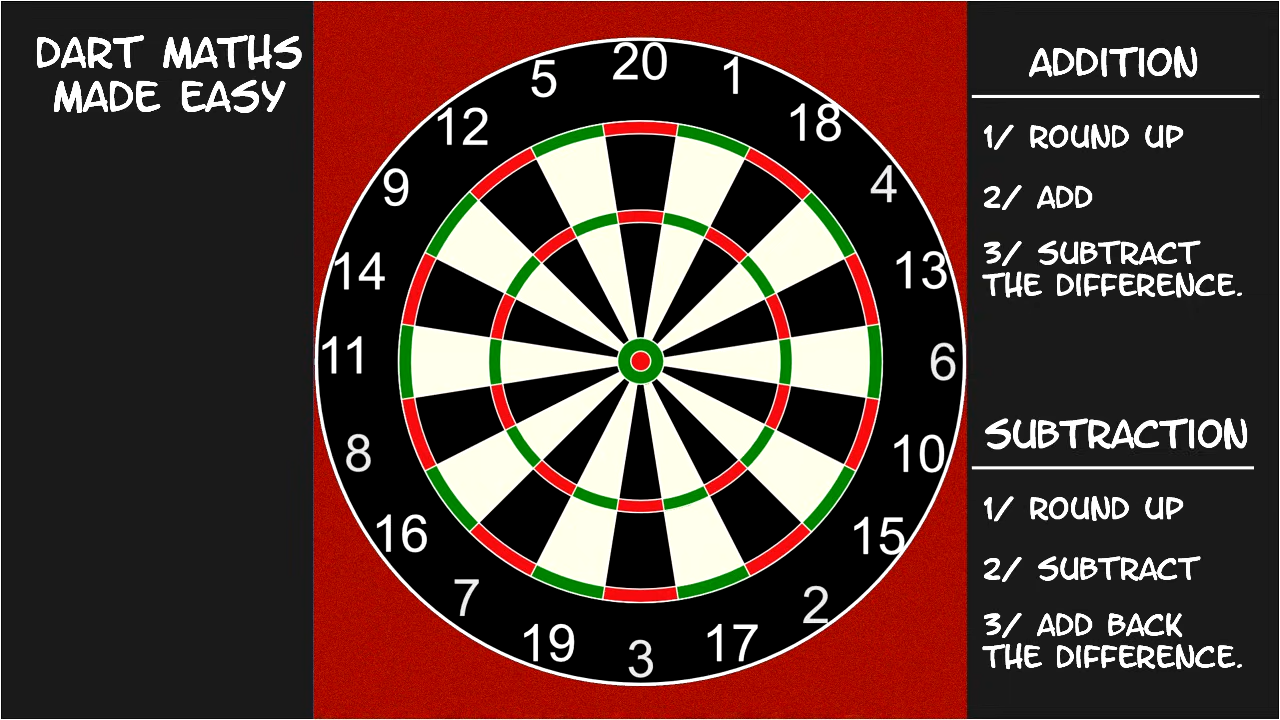 DART MATHS
MADE EASY
20
1
18
4
13
6
10
15
2
17
3
19
7
16
8
11
14
9
12
5
ADDITION
1/ ROUND UP
2/ ADD
3/ SUBTRACT
THE DIFFERENCE.
SUBTRACTION
1/ ROUND UP
2/ SUBTRACT
3/ ADD BACK
THE DIFFERENCE.